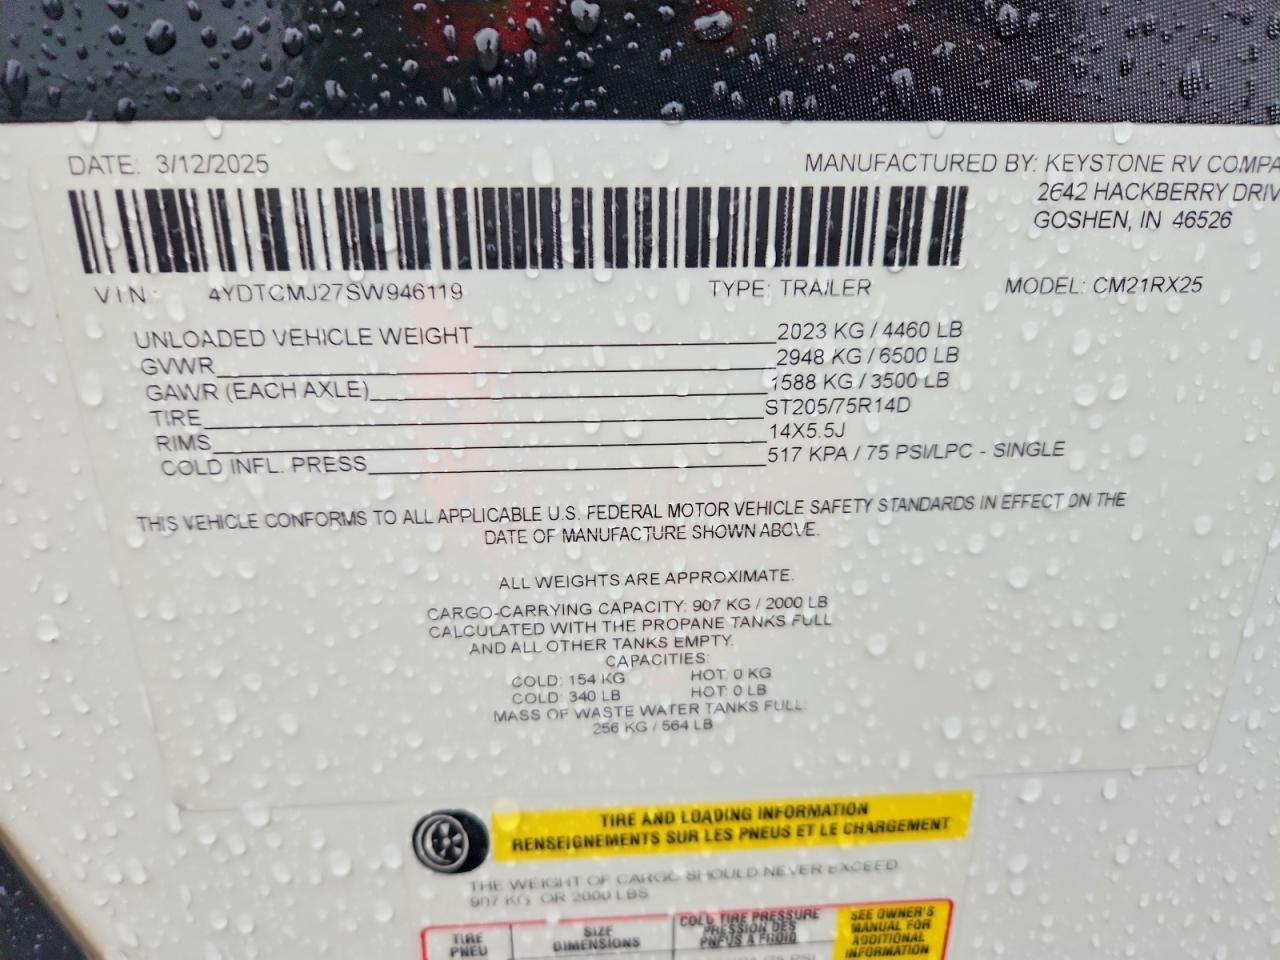 DATE: 3/12/2025
MANUFACTURED BY: KEYSTONE RV COMPA
2642 HACKBERRY DRIV
GOSHEN, IN 46526
VIN: 4YDTCMJ27SW946119 TYPE: TRAILER MODEL: CM21RX25
UNLOADED VEHICLE WEIGHT 2023 KG / 4460 LB
GVWR 2948 KG / 6500 LB
GAWR (EACH AXLE) 1588 KG / 3500 LB
TIRE ST205/75R14D
RIMS 14X5.5J
COLD INFL. PRESS 517 KPA / 75 PSI/LPC - SINGLE
THIS VEHICLE CONFORMS TO ALL APPLICABLE U.S. FEDERAL MOTOR VEHICLE SAFETY STANDARDS IN EFFECT ON THE
DATE OF MANUFACTURE SHOWN ABOVE.
ALL WEIGHTS ARE APPROXIMATE.
CARGO-CARRYING CAPACITY: 907 KG / 2000 LB
CALCULATED WITH THE PROPANE TANKS FULL
AND ALL OTHER TANKS EMPTY.
CAPACITIES:
COLD: 154 KG HOT: 0 KG
COLD: 340 LB HOT: 0 LB
MASS OF WASTE WATER TANKS FULL:
256 KG / 564 LB
TIRE AND LOADING INFORMATION
RENSEIGNEMENTS SUR LES PNEUS ET LE CHARGEMENT
THE WEIGHT OF CARGO SHOULD NEVER EXCEED
907 KG OR 2000 LBS
TIRE
PNEU
SIZE
DIMENSIONS
COLD TIRE PRESSURE
PRESSION DES
PNEUS A FROID
SEE OWNER'S
MANUAL FOR
ADDITIONAL
INFORMATION